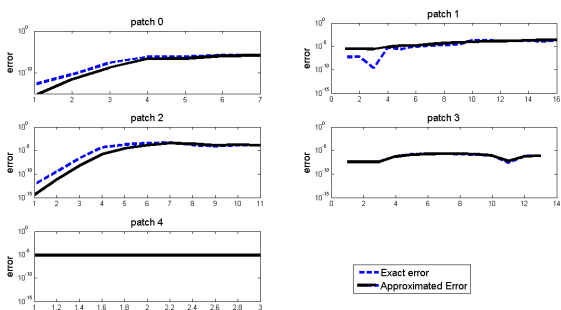 patch 0
error
10^0
10^-10
1 2 3 4 5 6 7
patch 1
error
10^0
10^-5
10^-10
10^-15
0 2 4 6 8 10 12 14 16
patch 2
error
10^0
10^-5
10^-10
10^-15
1 2 3 4 5 6 7 8 9 10 11
patch 3
10^0
10^-5
10^-10
10^-15
0 2 4 6 8 10 12 14
patch 4
error
10^0
10^-5
10^-10
10^-15
1 1.2 1.4 1.6 1.8 2 2.2 2.4 2.6 2.8 3
Exact error
Approximated Error